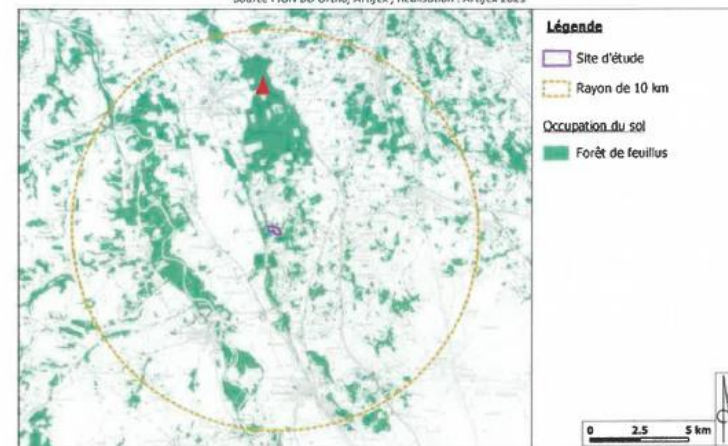 Légende
Site d'étude
Rayon de 10 km
Occupation du sol
Forêt de feuillus
0 2.5 5 km